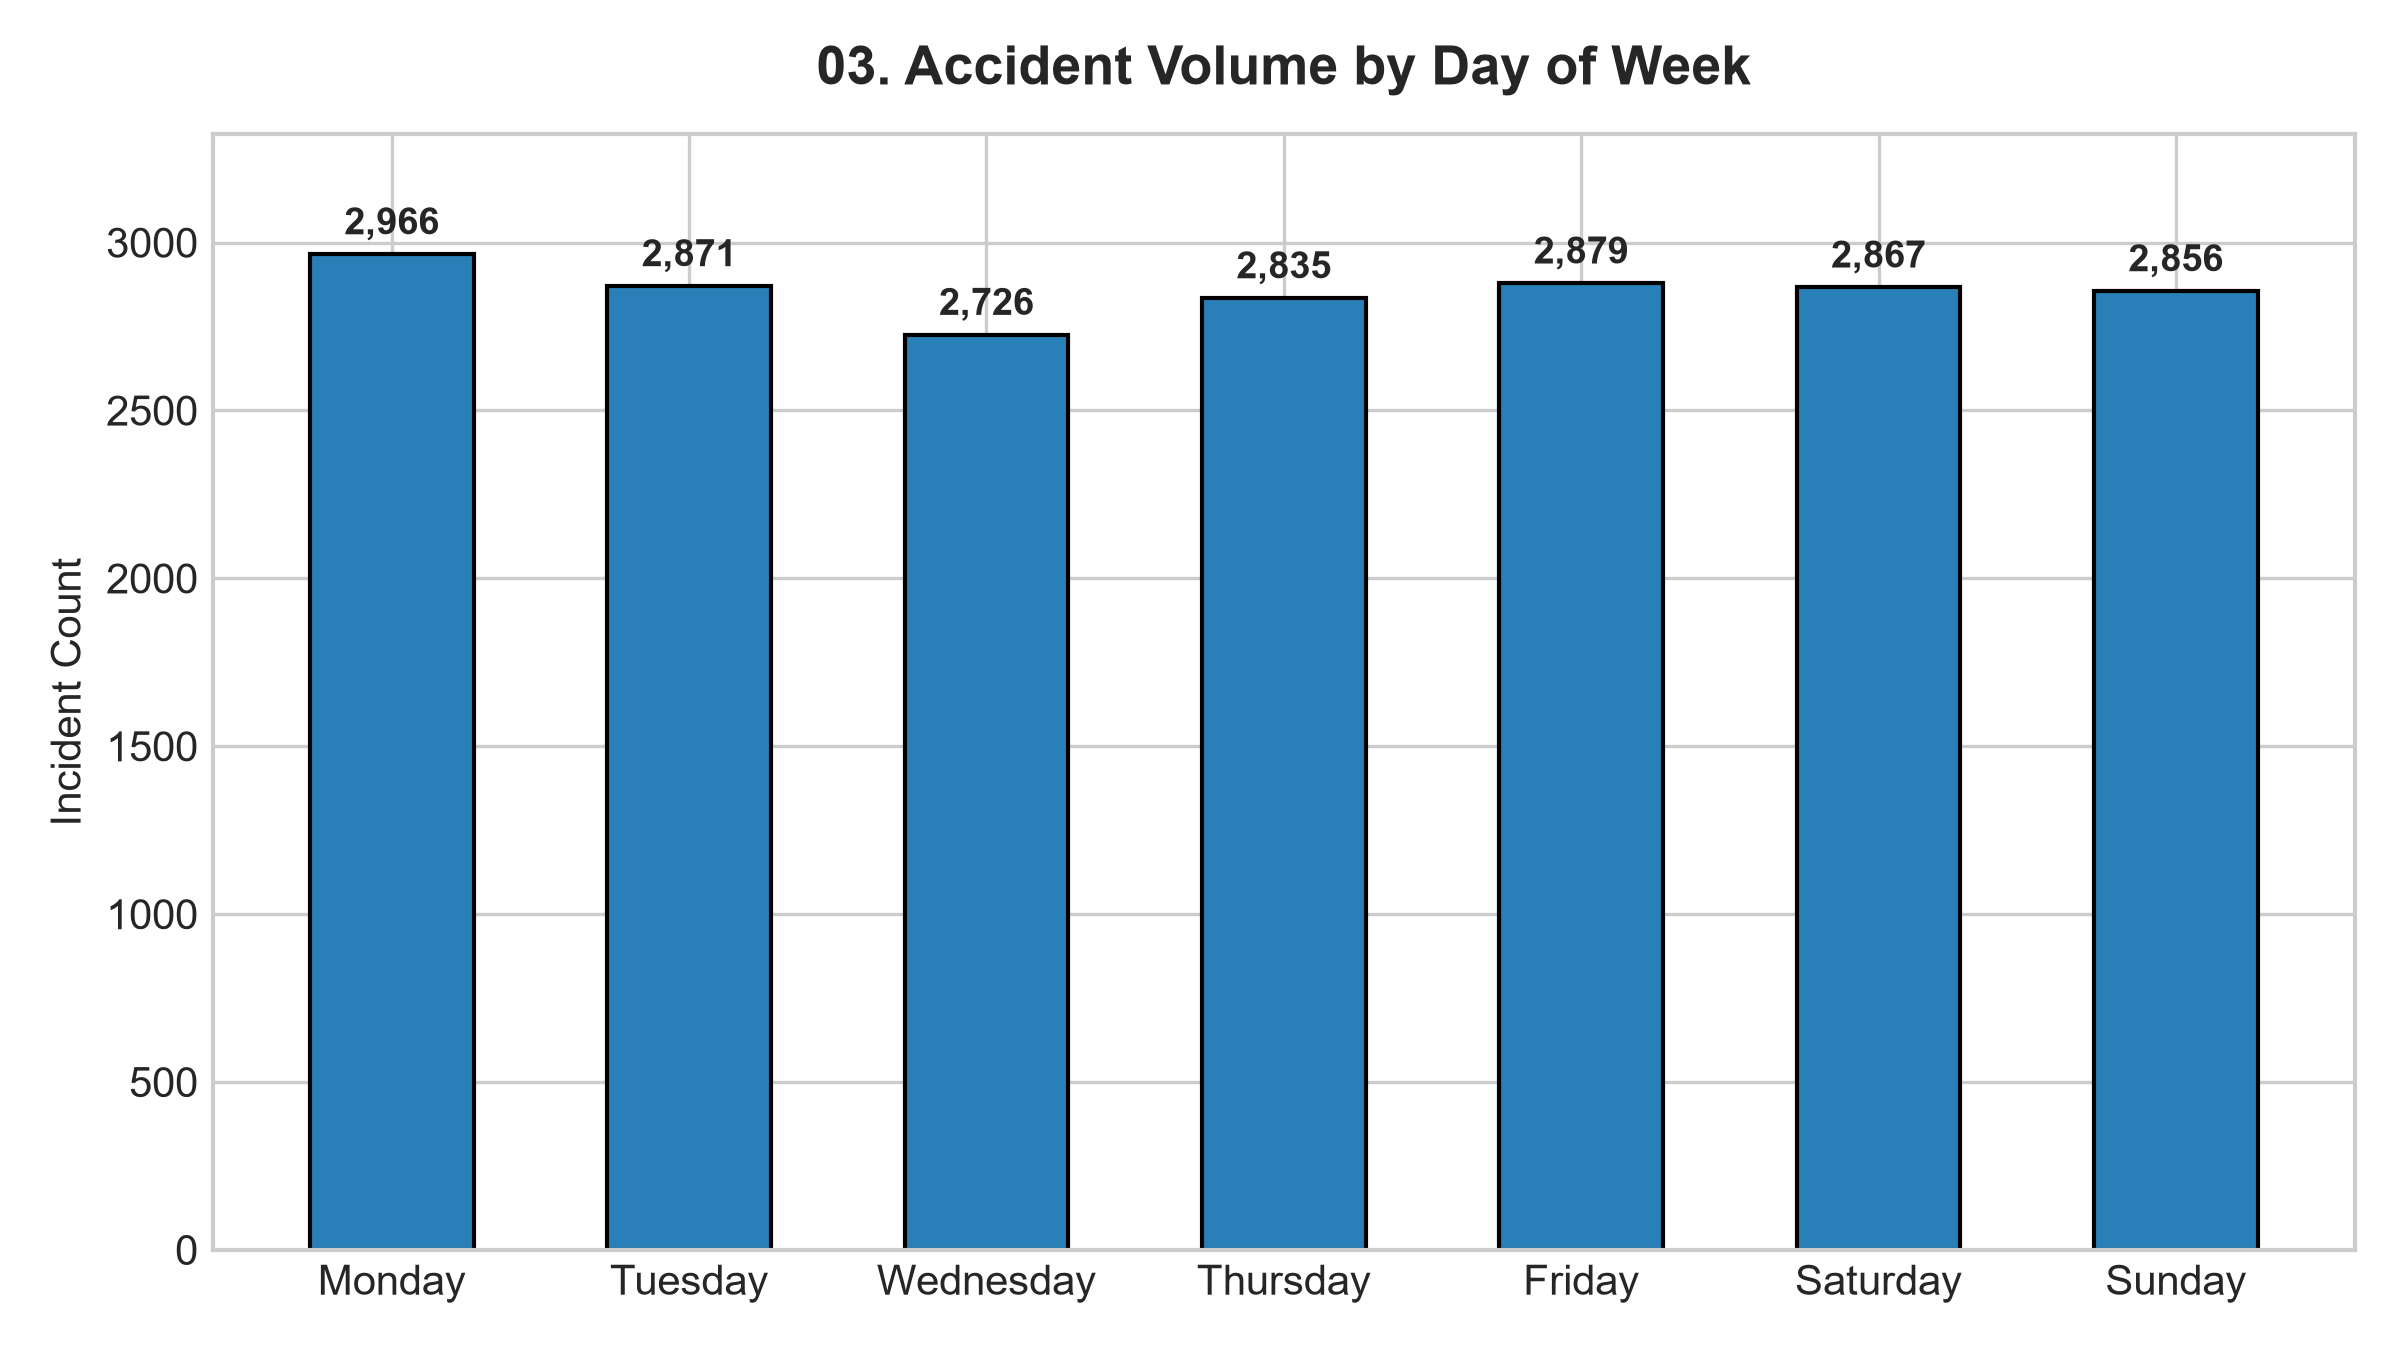 03. Accident Volume by Day of Week
Incident Count
3000
2500
2000
1500
1000
500
0
2,966
2,871
2,726
2,835
2,879
2,867
2,856
Monday
Tuesday
Wednesday
Thursday
Friday
Saturday
Sunday